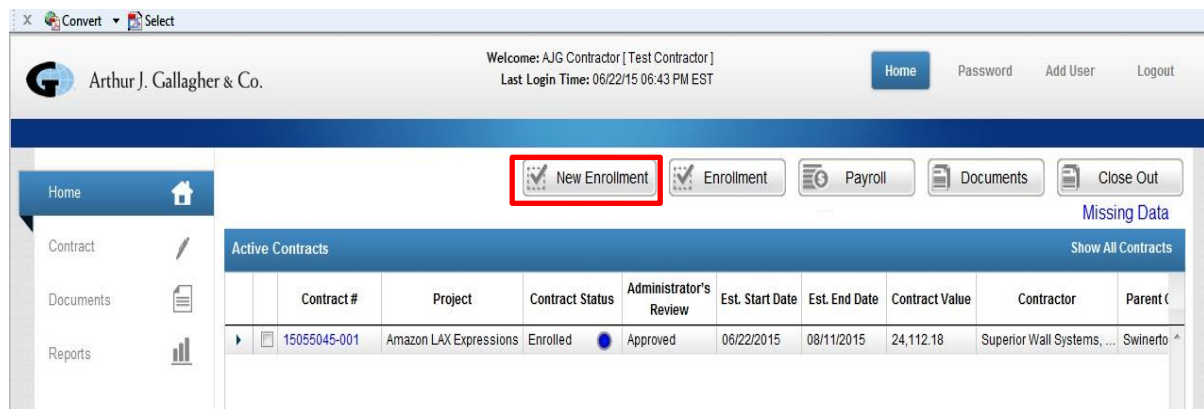 X Convert Select
Arthur J. Gallagher & Co.
Welcome: AJG Contractor [ Test Contractor ]
Last Login Time: 06/22/15 06:43 PM EST
Home Password Add User Logout
New Enrollment Enrollment Payroll Documents Close Out
Missing Data
Home
Contract
Documents
Reports
Active Contracts Show All Contracts
Contract # Project Contract Status Administrator's Review Est. Start Date Est. End Date Contract Value Contractor Parent C
15055045-001 Amazon LAX Expressions Enrolled Approved 06/22/2015 08/11/2015 24,112.18 Superior Wall Systems, ... Swinerto